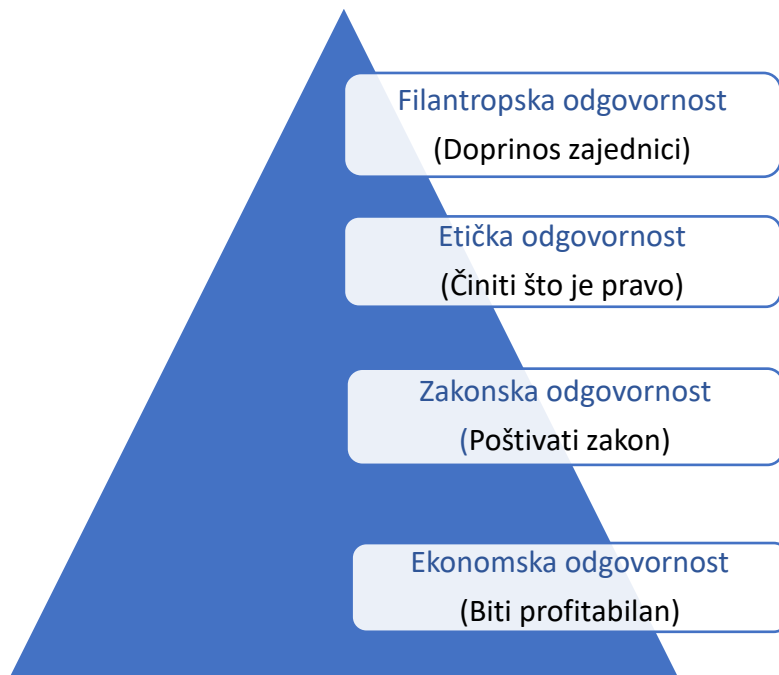 Filantropska odgovornost
(Doprinos zajednici)
Etička odgovornost
(Činiti što je pravo)
Zakonska odgovornost
(Poštivati zakon)
Ekonomska odgovornost
(Biti profitabilan)